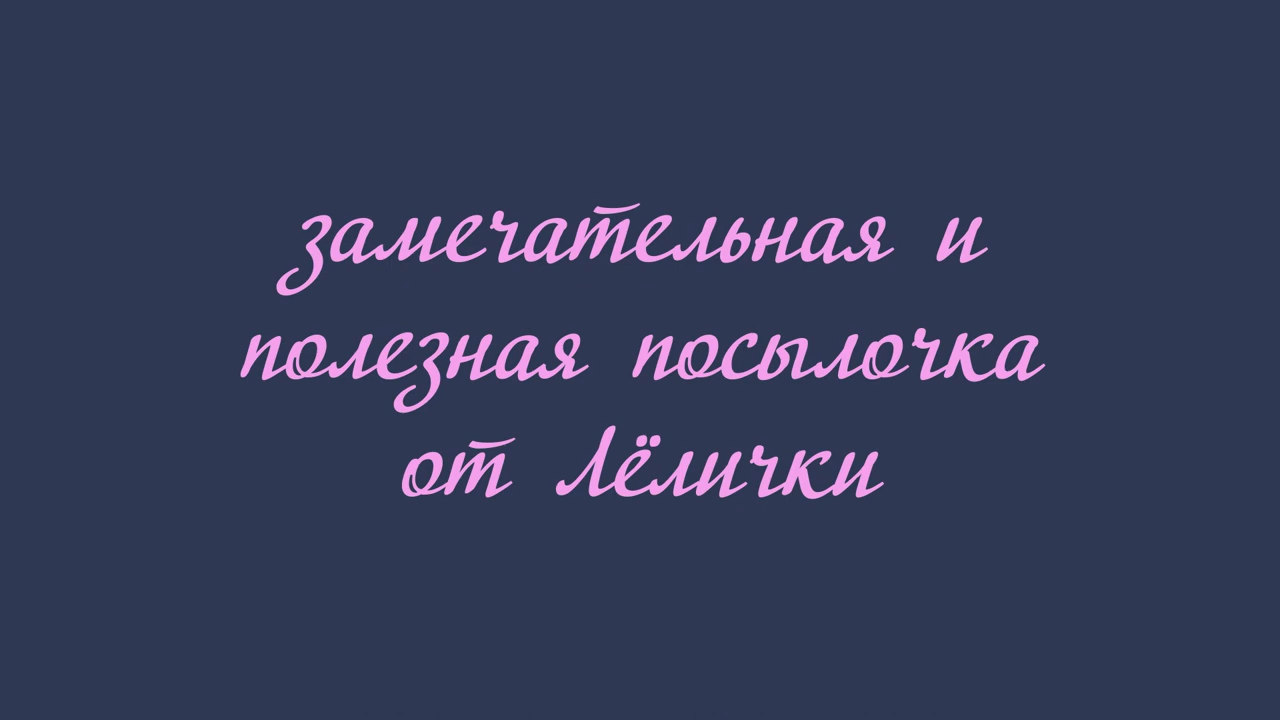 замечательная и
полезная посылочка
от Лёлички